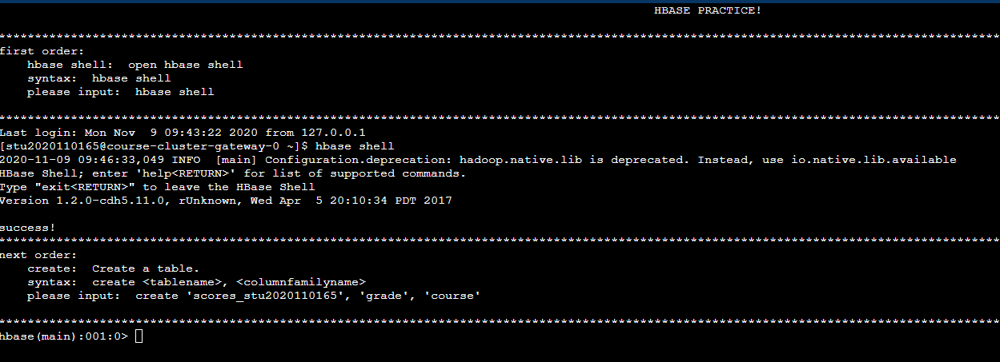 HBASE PRACTICE!
*******************************************************************************************************************************************
first order:
    hbase shell:  open hbase shell
    syntax:  hbase shell
    please input:  hbase shell
*******************************************************************************************************************************************
Last login: Mon Nov  9 09:43:22 2020 from 127.0.0.1
[stu2020110165@course-cluster-gateway-0 ~]$ hbase shell
2020-11-09 09:46:33,049 INFO  [main] Configuration.deprecation: hadoop.native.lib is deprecated. Instead, use io.native.lib.available
HBase Shell; enter 'help<RETURN>' for list of supported commands.
Type "exit<RETURN>" to leave the HBase Shell
Version 1.2.0-cdh5.11.0, rUnknown, Wed Apr  5 20:10:34 PDT 2017
success!
*******************************************************************************************************************************************
next order:
    create:  Create a table.
    syntax:  create <tablename>, <columnfamilyname>
    please input:  create 'scores_stu2020110165', 'grade', 'course'
*******************************************************************************************************************************************
hbase(main):001:0>